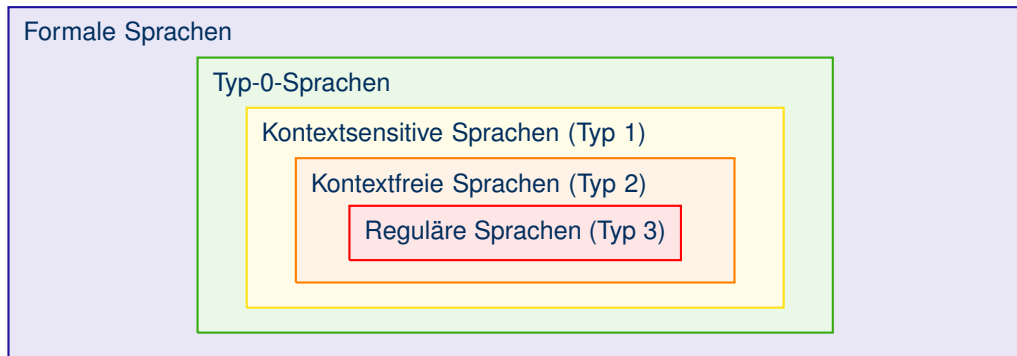 Formale Sprachen
Typ-0-Sprachen
Kontextsensitive Sprachen (Typ 1)
Kontextfreie Sprachen (Typ 2)
Reguläre Sprachen (Typ 3)